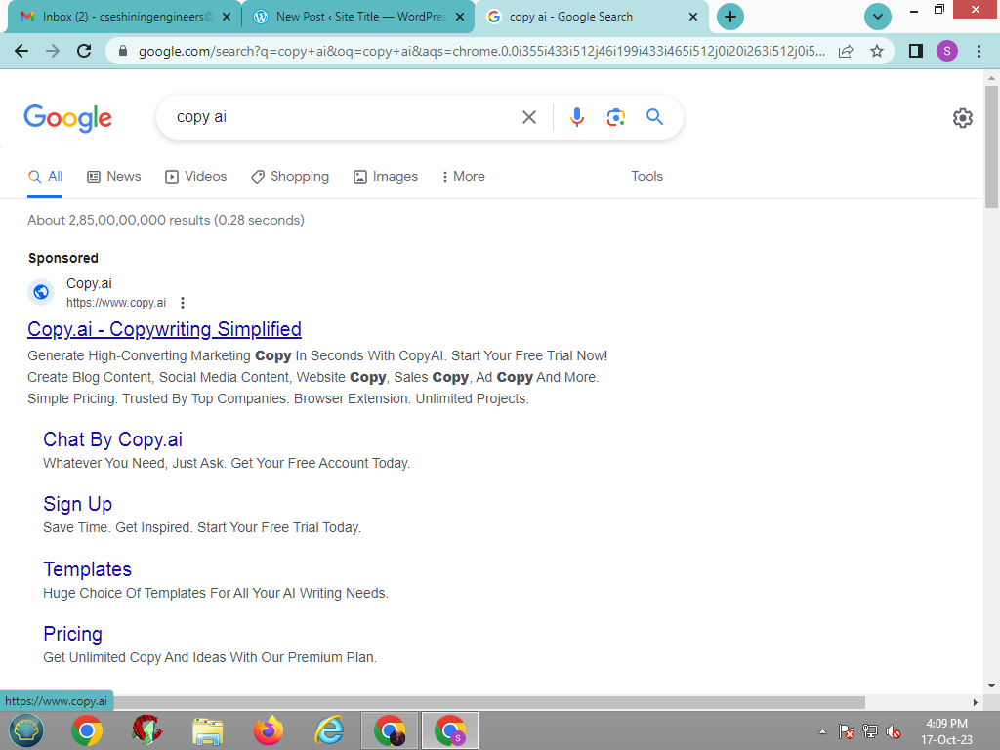 Inbox (2) - cseshiningengineers@
New Post ‹ Site Title — WordPres
copy ai - Google Search
google.com/search?q=copy+ai&oq=copy+ai&aqs=chrome.0.0i355i433i512j46i199i433i465i512j0i20i263i512j0i5...
S
Google
copy ai
All
News
Videos
Shopping
Images
More
Tools
About 2,85,00,00,000 results (0.28 seconds)
Sponsored
Copy.ai
https://www.copy.ai
Copy.ai - Copywriting Simplified
Generate High-Converting Marketing Copy In Seconds With CopyAI. Start Your Free Trial Now!
Create Blog Content, Social Media Content, Website Copy, Sales Copy, Ad Copy And More.
Simple Pricing. Trusted By Top Companies. Browser Extension. Unlimited Projects.
Chat By Copy.ai
Whatever You Need, Just Ask. Get Your Free Account Today.
Sign Up
Save Time. Get Inspired. Start Your Free Trial Today.
Templates
Huge Choice Of Templates For All Your AI Writing Needs.
Pricing
Get Unlimited Copy And Ideas With Our Premium Plan.
https://www.copy.ai
S
4:09 PM
17-Oct-23